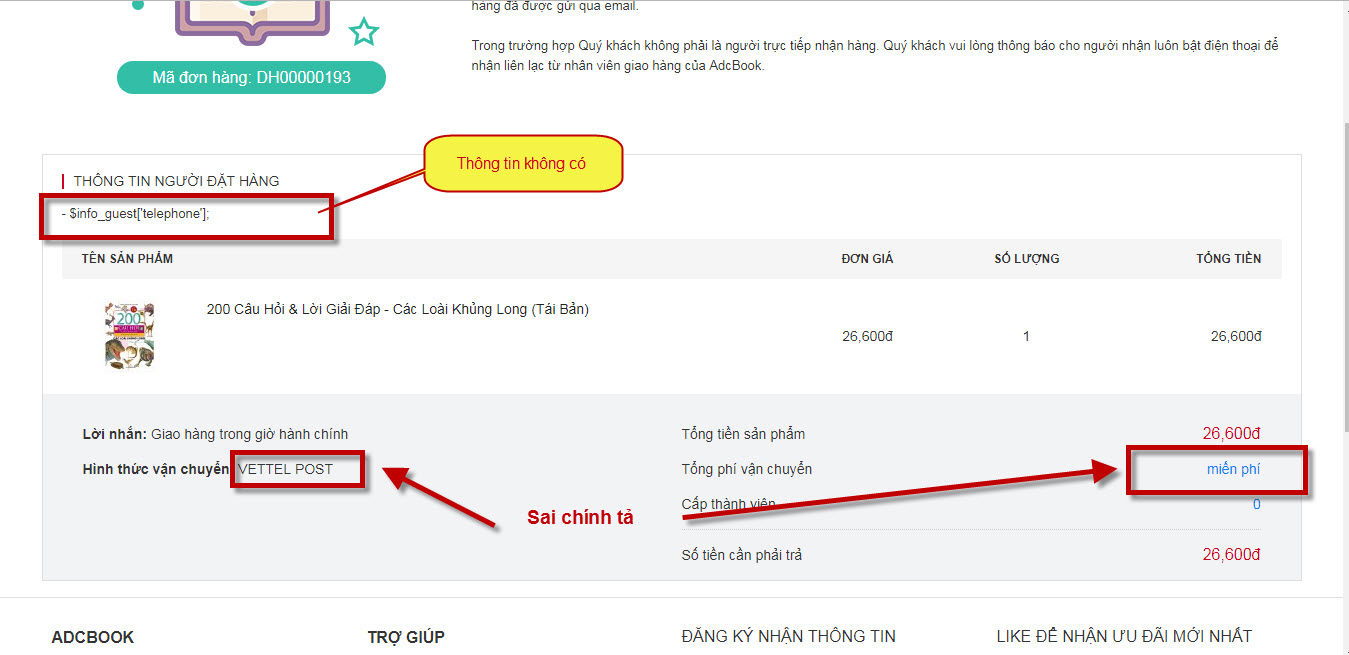 hàng đã được gửi qua email.
Trong trường hợp Quý khách không phải là người trực tiếp nhận hàng. Quý khách vui lòng thông báo cho người nhận luôn bật điện thoại để
nhận liên lạc từ nhân viên giao hàng của AdcBook.
Mã đơn hàng: DH00000193
Thông tin không có
THÔNG TIN NGƯỜI ĐẶT HÀNG
- $info_guest['telephone'];
TÊN SẢN PHẨM ĐƠN GIÁ SỐ LƯỢNG TỔNG TIỀN
200 Câu Hỏi & Lời Giải Đáp - Các Loài Khủng Long (Tái Bản)
200
CÂU HỎI
26,600đ 1 26,600đ
Lời nhắn: Giao hàng trong giờ hành chính
Tổng tiền sản phẩm 26,600đ
Hình thức vận chuyển VETTEL POST
Tổng phí vận chuyển miến phí
Cấp thành viên 0
Sai chính tả
Số tiền cần phải trả 26,600đ
ADCBOOK TRỢ GIÚP ĐĂNG KÝ NHẬN THÔNG TIN LIKE ĐỂ NHẬN ƯU ĐÃI MỚI NHẤT